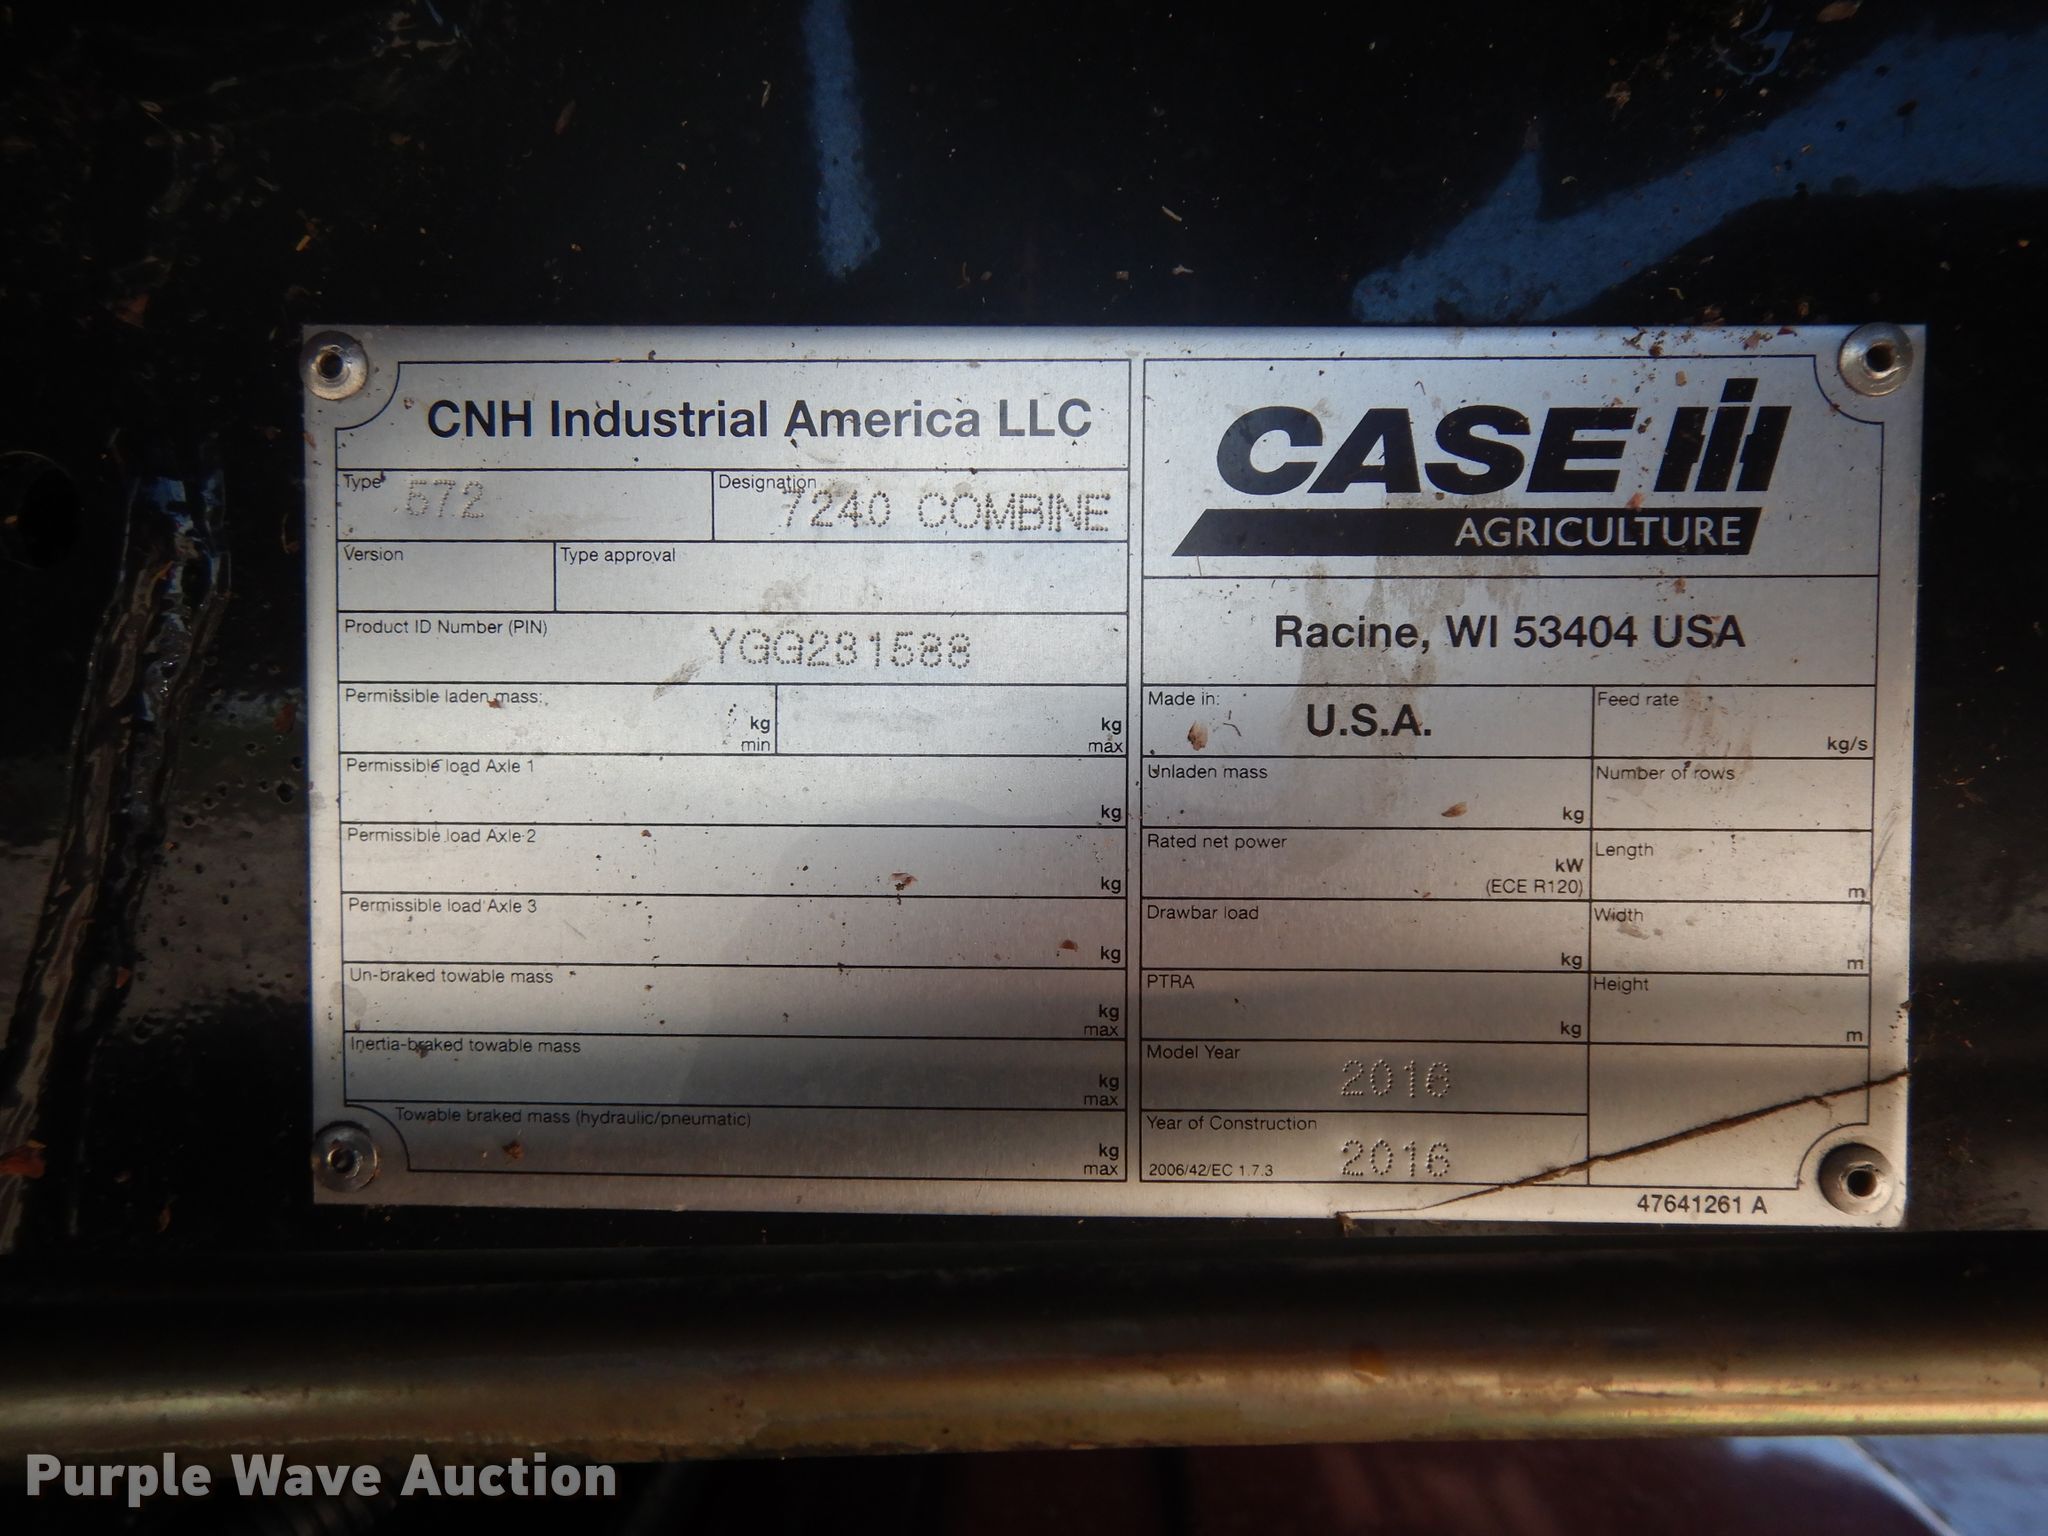 CNH Industrial America LLC
Type 572
Designation 7240 COMBINE
Version
Type approval
Product ID Number (PIN) YGG231588
Permissible laden mass:
kg
min
kg
max
Permissible load Axle 1
kg
Permissible load Axle 2
kg
Permissible load Axle 3
kg
Un-braked towable mass
kg
max
Inertia-braked towable mass
kg
max
Towable braked mass (hydraulic/pneumatic)
kg
max
CASE IH
AGRICULTURE
Racine, WI 53404 USA
Made in: U.S.A.
Feed rate
kg/s
Unladen mass
kg
Number of rows
Rated net power
kW
(ECE R120)
Length
m
Drawbar load
kg
Width
m
PTRA
kg
Height
m
Model Year 2016
Year of Construction
2006/42/EC 1.7.3 2016
47641261 A
Purple Wave Auction